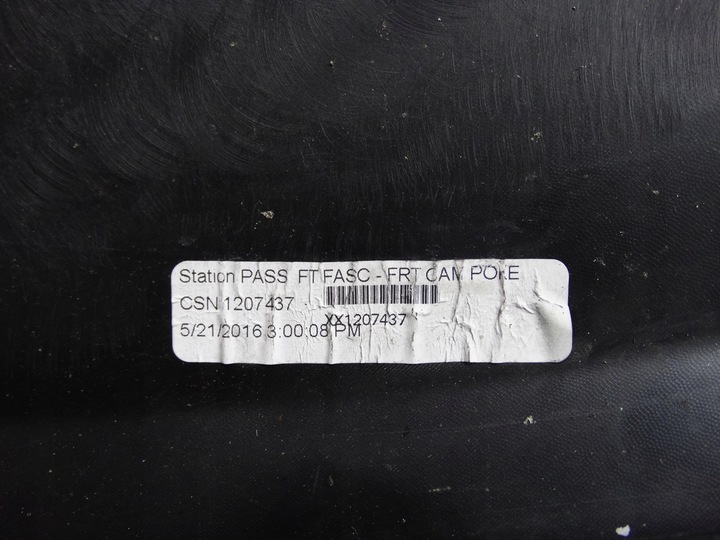 Station PASS FT FASC - FRT CAM POKE
CSN 1207437
XX1207437
5/21/2016 3:00:08 PM